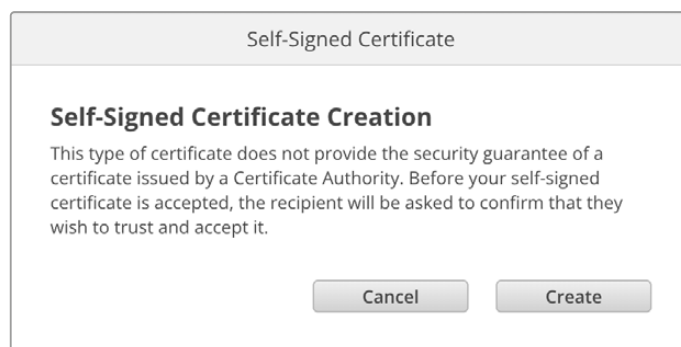 Self-Signed Certificate
Self-Signed Certificate Creation
This type of certificate does not provide the security guarantee of a
certificate issued by a Certificate Authority. Before your self-signed
certificate is accepted, the recipient will be asked to confirm that they
wish to trust and accept it.
Cancel
Create